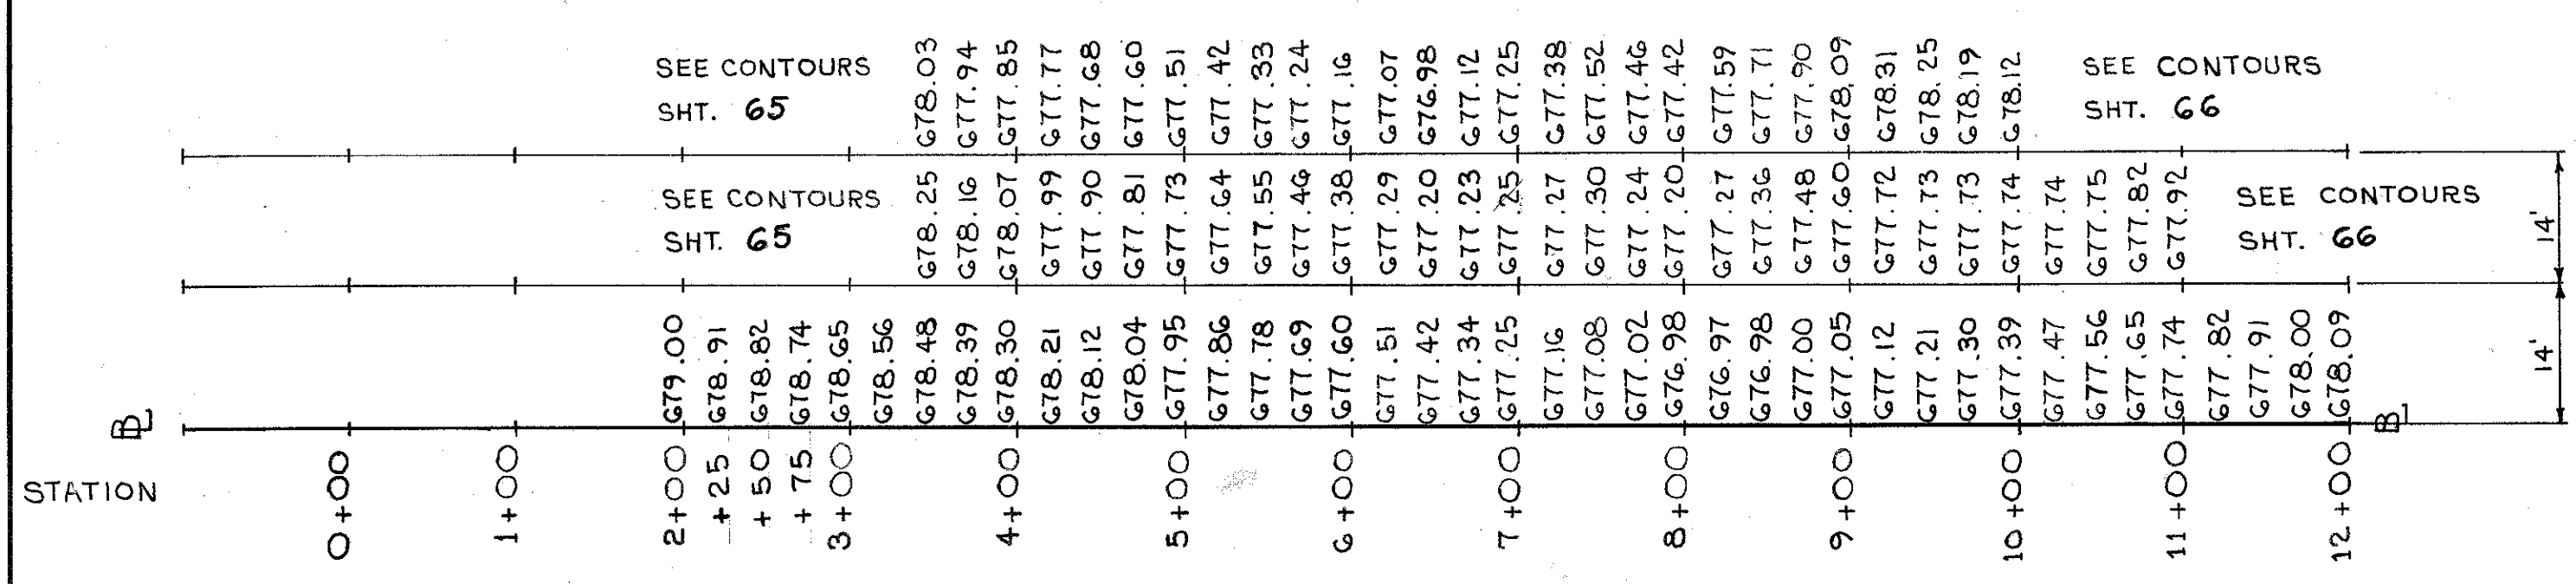 SEE CONTOURS
SHT. 65
678.03 677.94 677.85 677.77 677.68 677.60 677.51 677.42 677.33 677.24 677.16 677.07 676.98 677.12 677.25 677.38 677.52 677.46 677.42 677.59 677.71 677.90 678.09 678.31 678.25 678.19 678.12
SEE CONTOURS
SHT. 66
SEE CONTOURS
SHT. 65
678.25 678.16 678.07 677.99 677.90 677.81 677.73 677.64 677.55 677.46 677.38 677.29 677.20 677.23 677.25 677.27 677.30 677.24 677.20 677.27 677.36 677.48 677.60 677.72 677.73 677.73 677.74 677.74 677.75 677.82 677.92
SEE CONTOURS
SHT. 66
14'
BL
679.00 678.91 678.82 678.74 678.65 678.56 678.48 678.39 678.30 678.21 678.12 678.04 677.95 677.86 677.78 677.69 677.60 677.51 677.42 677.34 677.25 677.16 677.08 677.02 676.98 676.97 676.98 677.00 677.05 677.12 677.21 677.30 677.39 677.47 677.56 677.65 677.74 677.82 677.91 678.00 678.09
BL
14'
STATION
0+00 1+00 2+00 +25 +50 +75 3+00 4+00 5+00 6+00 7+00 8+00 9+00 10+00 11+00 12+00